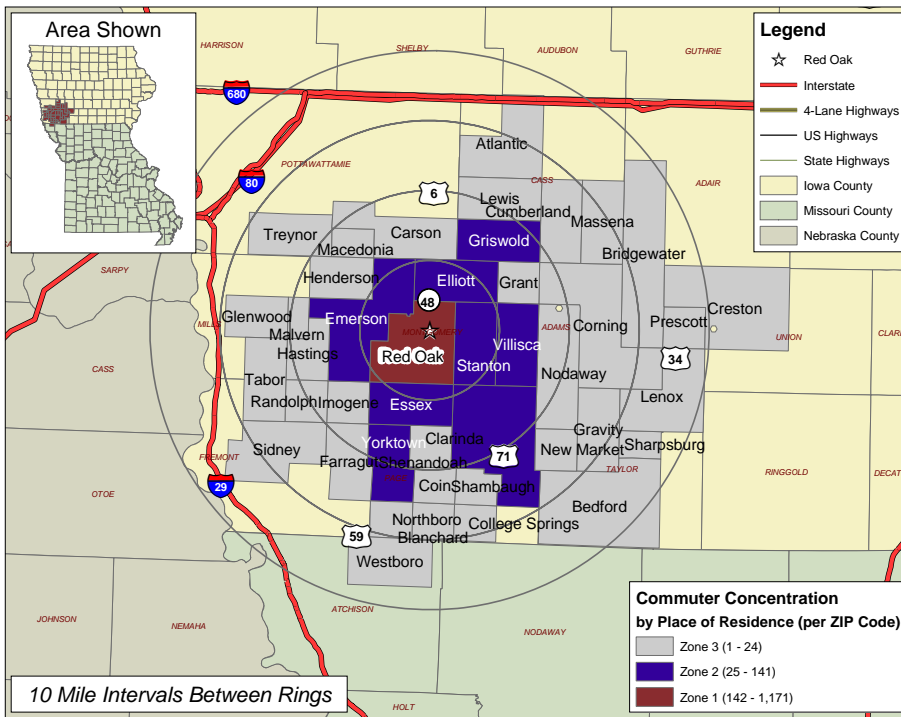 Area Shown
HARRISON
SHELBY
AUDUBON
GUTHRIE
Legend
Red Oak
Interstate
4-Lane Highways
US Highways
State Highways
Iowa County
Missouri County
Nebraska County
680
Atlantic
POTTAWATTAMIE
CASS
ADAIR
80
6
Lewis
Cumberland
Massena
Treynor
Carson
Macedonia
Griswold
Bridgewater
SARPY
Henderson
Elliott
Grant
48
Creston
Glenwood
MILLS
Emerson
Malvern
Hastings
Red Oak
Villisca
Stanton
ADAMS
Corning
Prescott
UNION
34
CASS
Tabor
Nodaway
Lenox
Randolph
Imogene
Essex
Gravity
Yorktown
Clarinda
Sidney
FREMONT
Farragut
Shenandoah
71
New Market
Sharpsburg
TAYLOR
RINGGOLD
29
Coin
Shambaugh
Bedford
OTOE
Northboro
College Springs
Blanchard
59
Westboro
ATCHISON
JOHNSON
NEMAHA
NODAWAY
HOLT
Commuter Concentration
by Place of Residence (per ZIP Code)
Zone 3 (1 - 24)
Zone 2 (25 - 141)
Zone 1 (142 - 1,171)
10 Mile Intervals Between Rings